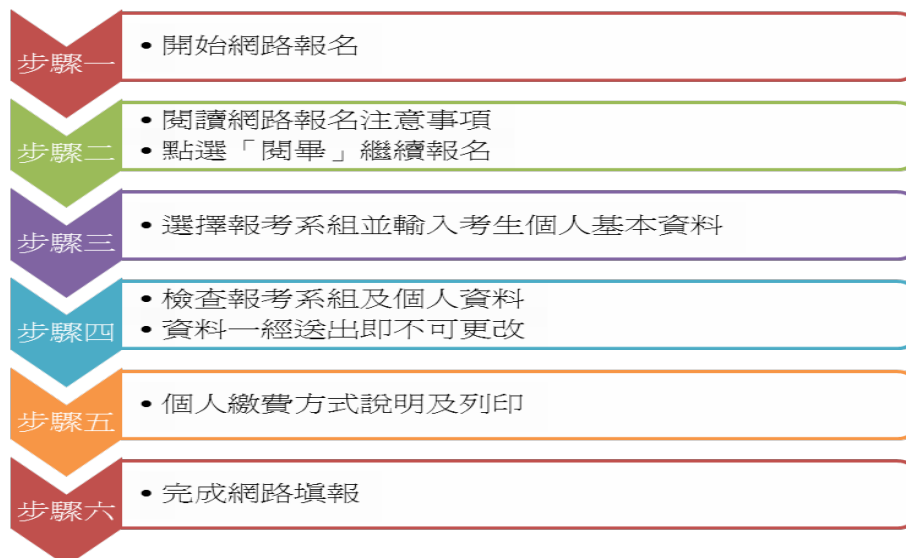 步驟一
• 開始網路報名
步驟二
• 閱讀網路報名注意事項
• 點選「閱畢」繼續報名
步驟三
• 選擇報考系組並輸入考生個人基本資料
步驟四
• 檢查報考系組及個人資料
• 資料一經送出即不可更改
步驟五
• 個人繳費方式說明及列印
步驟六
• 完成網路填報